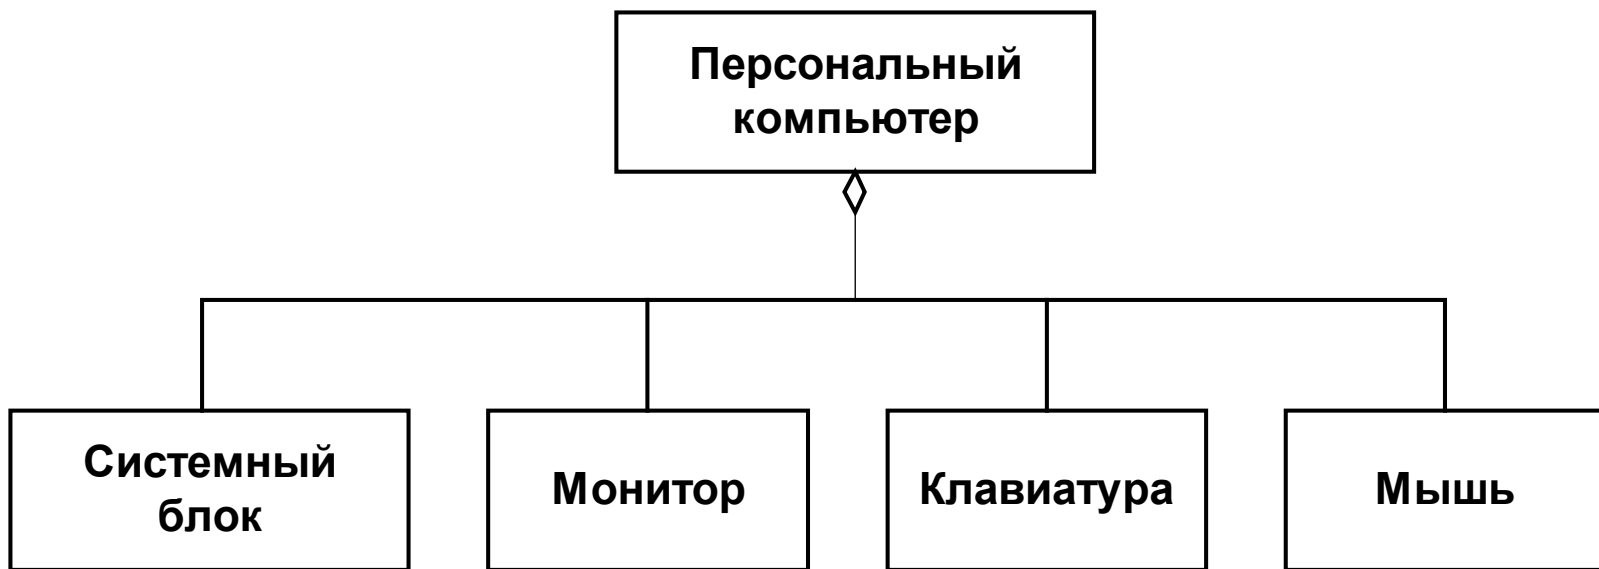 Персональный
компьютер
Системный
блок
Монитор
Клавиатура
Мышь